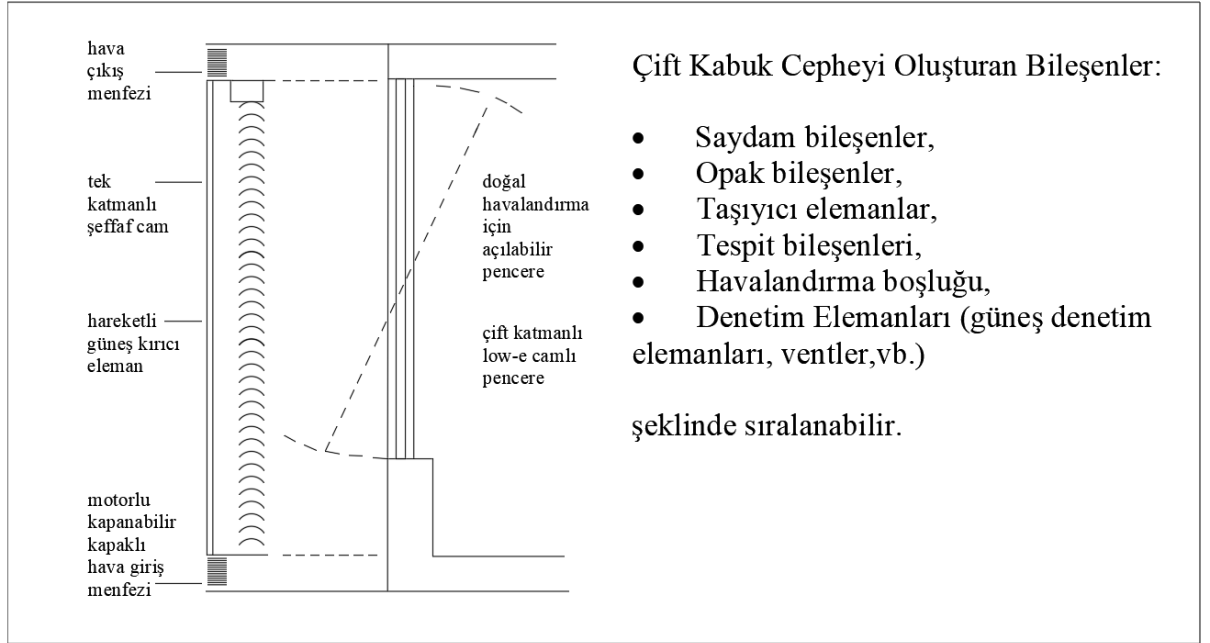 hava
çıkış
menfezi
tek
katmanlı
şeffaf cam
hareketli
güneş kırıcı
eleman
motorlu
kapanabilir
kapaklı
hava giriş
menfezi
doğal
havalandırma
için
açılabilir
pencere
çift katmanlı
low-e camlı
pencere
Çift Kabuk Cepheyi Oluşturan Bileşenler:
• Saydam bileşenler,
• Opak bileşenler,
• Taşıyıcı elemanlar,
• Tespit bileşenleri,
• Havalandırma boşluğu,
• Denetim Elemanları (güneş denetim
elemanları, ventler,vb.)
şeklinde sıralanabilir.